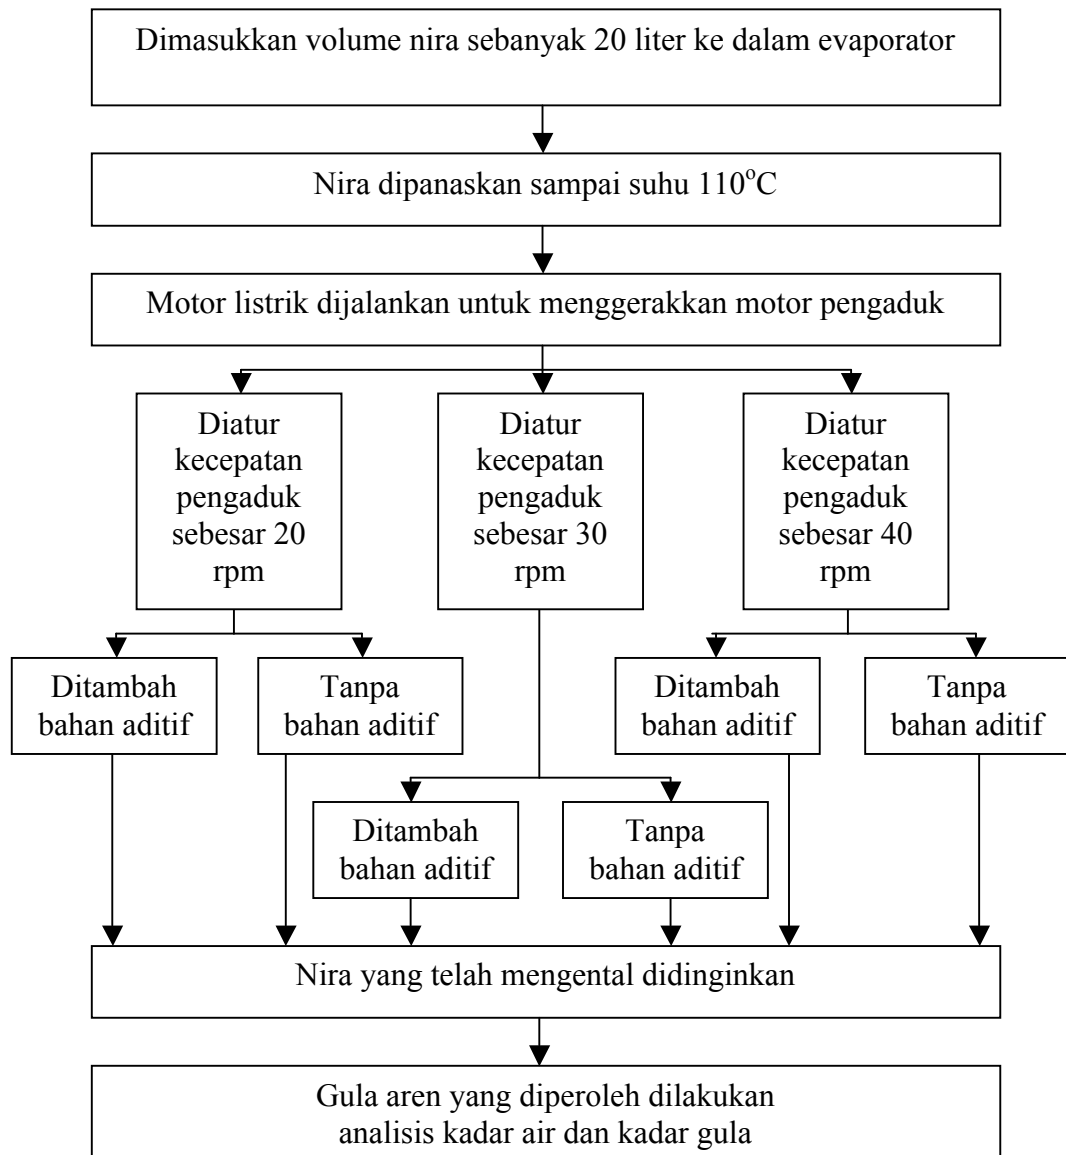 Dimasukkan volume nira sebanyak 20 liter ke dalam evaporator
Nira dipanaskan sampai suhu 110°C
Motor listrik dijalankan untuk menggerakkan motor pengaduk
Diatur
kecepatan
pengaduk
sebesar 20
rpm
Diatur
kecepatan
pengaduk
sebesar 30
rpm
Diatur
kecepatan
pengaduk
sebesar 40
rpm
Ditambah
bahan aditif
Tanpa
bahan aditif
Ditambah
bahan aditif
Tanpa
bahan aditif
Ditambah
bahan aditif
Tanpa
bahan aditif
Nira yang telah mengental didinginkan
Gula aren yang diperoleh dilakukan
analisis kadar air dan kadar gula